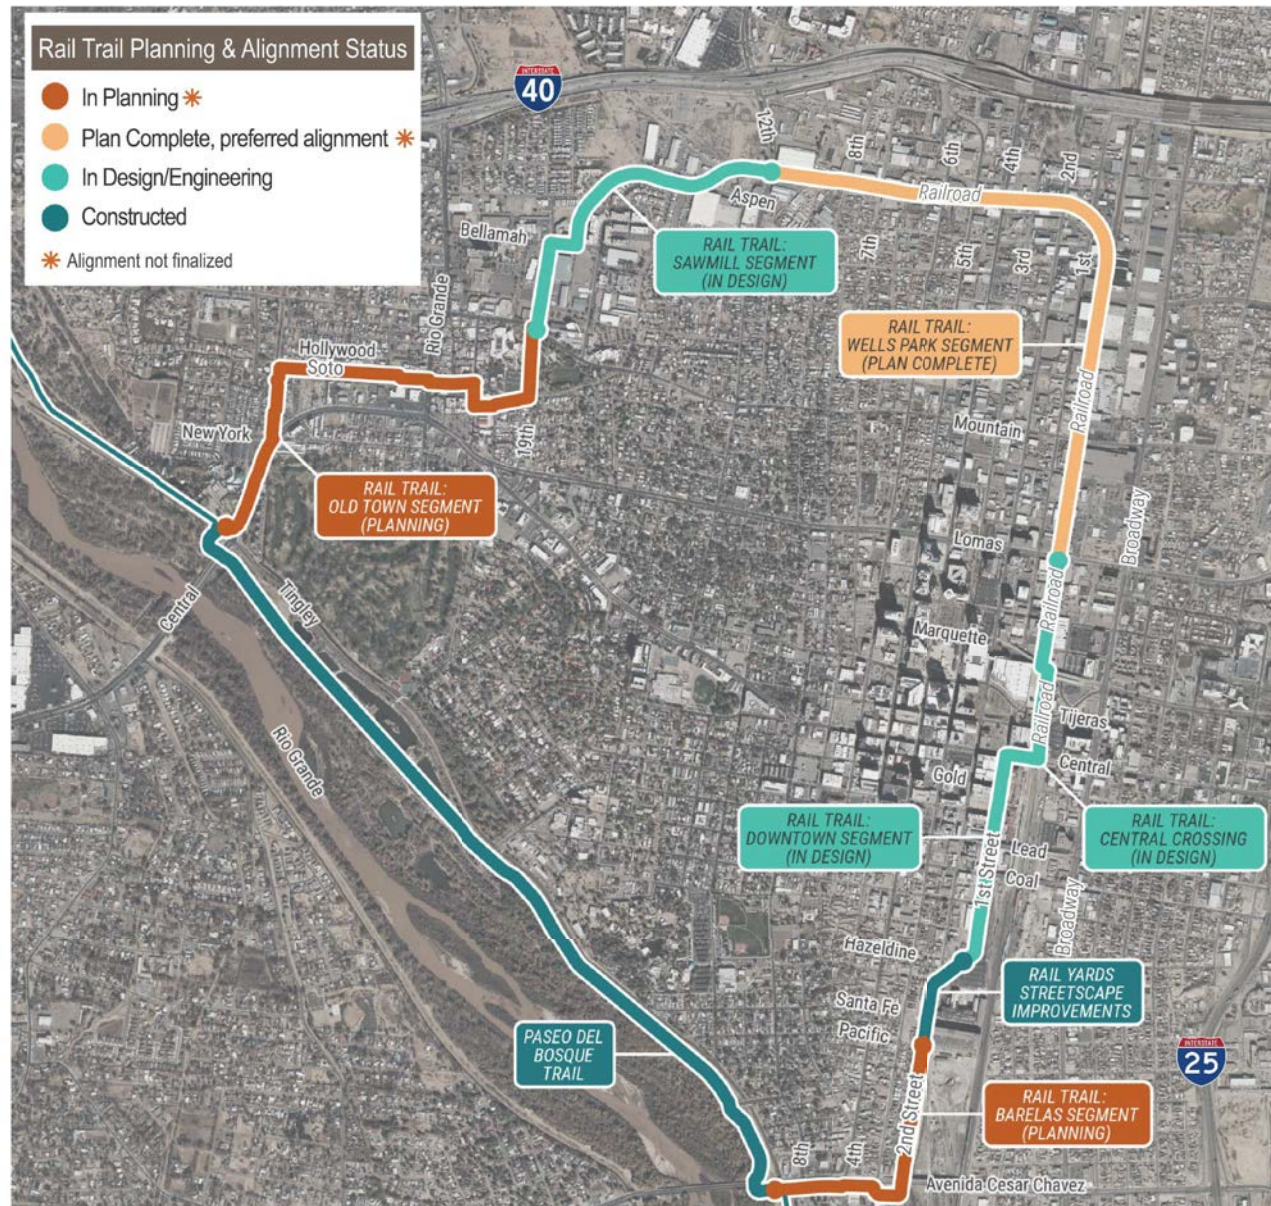 Rail Trail Planning & Alignment Status
In Planning *
Plan Complete, preferred alignment *
In Design/Engineering
Constructed
* Alignment not finalized
INTERSTATE
40
12th
8th
6th
4th
2nd
Railroad
Aspen
Bellamah
RAIL TRAIL:
SAWMILL SEGMENT
(IN DESIGN)
7th
5th
3rd
1st
Rio Grande
Hollywood
Soto
RAIL TRAIL:
WELLS PARK SEGMENT
(PLAN COMPLETE)
Railroad
New York
19th
Mountain
RAIL TRAIL:
OLD TOWN SEGMENT
(PLANNING)
Broadway
Lomas
Railroad
Central
Tingley
Marquette
Railroad
Tijeras
Rio Grande
Gold
Central
RAIL TRAIL:
DOWNTOWN SEGMENT
(IN DESIGN)
RAIL TRAIL:
CENTRAL CROSSING
(IN DESIGN)
1st Street
Lead
Coal
Broadway
Hazeldine
RAIL YARDS
STREETSCAPE
IMPROVEMENTS
Santa Fe
Pacific
PASEO DEL
BOSQUE
TRAIL
INTERSTATE
25
2nd Street
RAIL TRAIL:
BARELAS SEGMENT
(PLANNING)
8th
4th
Avenida Cesar Chavez